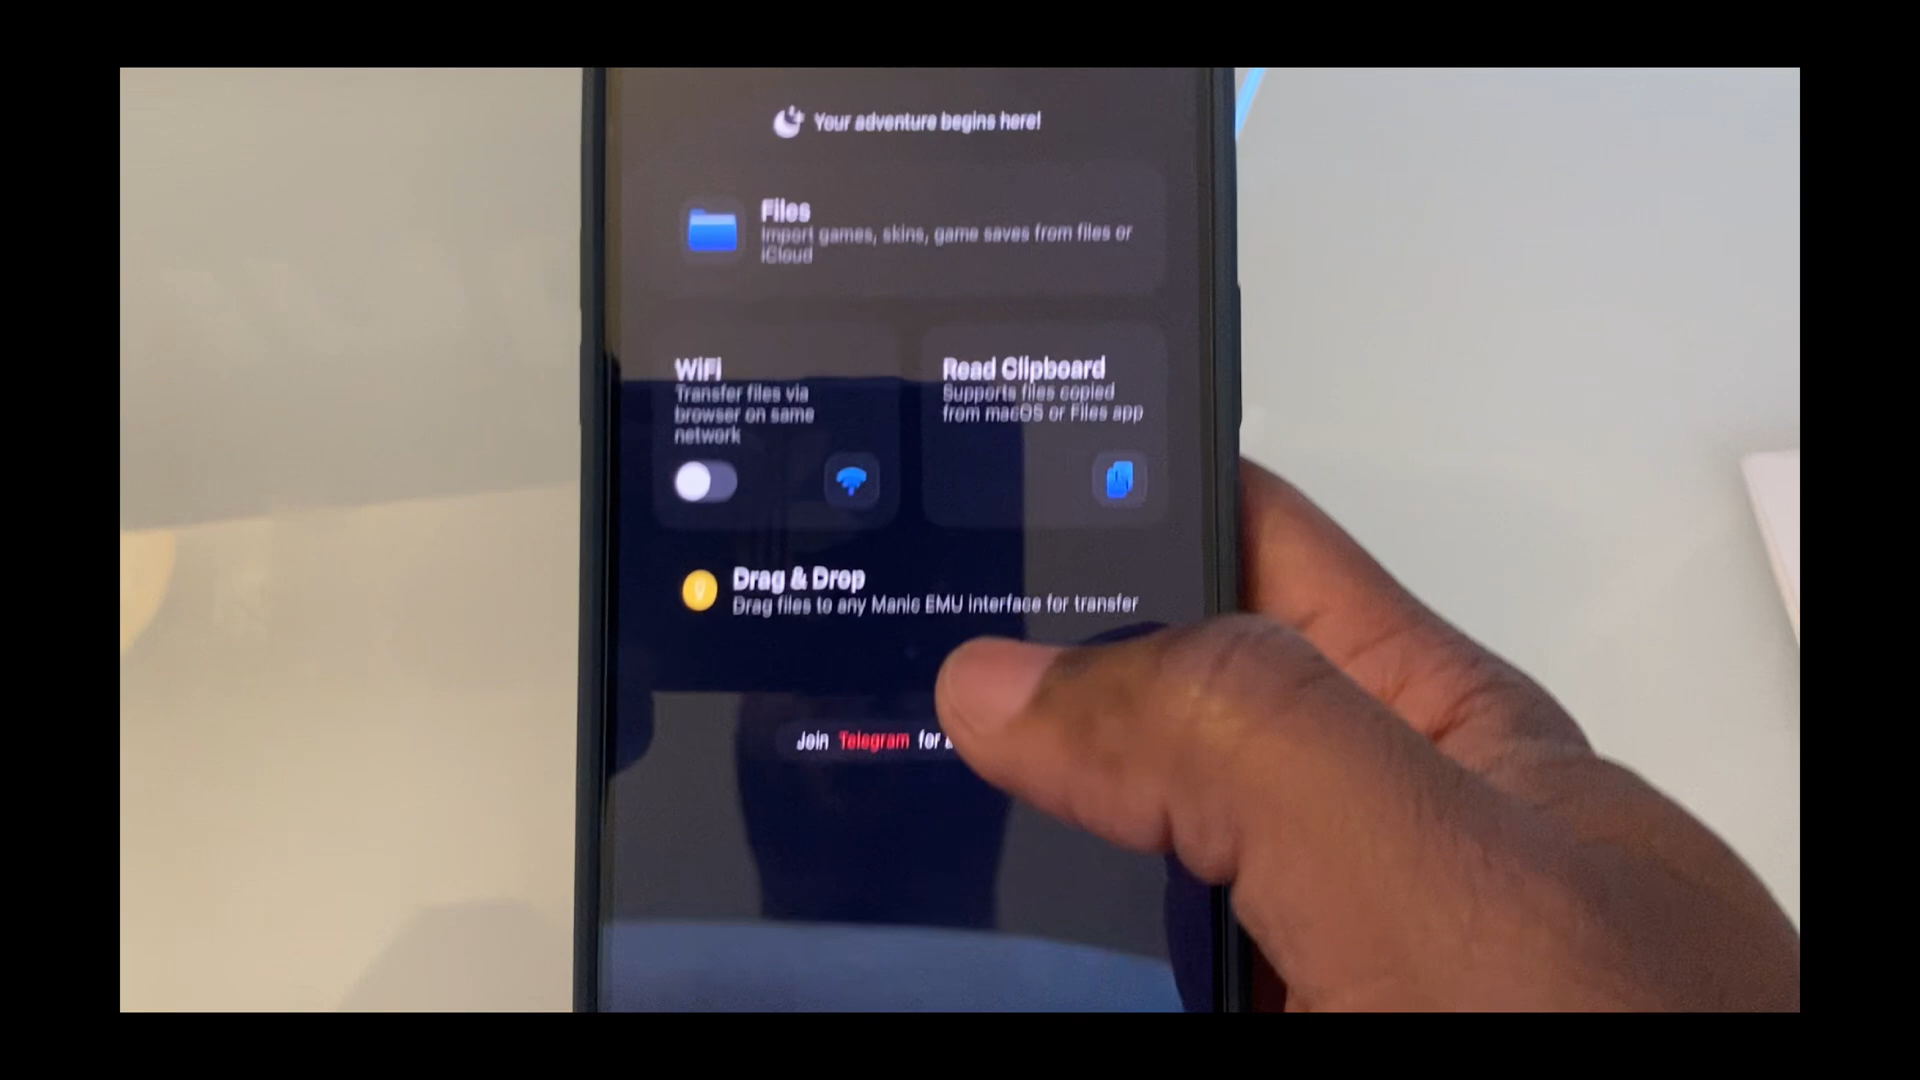 Your adventure begins here!
Files
Import games, skins, game saves from files or
iCloud
WiFi
Transfer files via
browser on same
network
Read Clipboard
Supports files copied
from macOS or Files app
Drag & Drop
Drag files to any Manic EMU interface for transfer
Join Telegram for